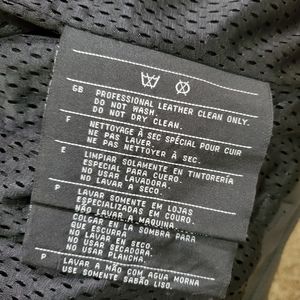 GB PROFESSIONAL LEATHER CLEAN ONLY.
DO NOT WASH.
DO NOT DRY CLEAN.
F NETTOYAGE À SEC SPÉCIAL POUR CUIR
NE PAS LAVER.
NE PAS NETTOYER À SEC.
E LIMPIAR SOLAMENTE EN TINTORERÍA
ESPECIAL PARA CUERO.
NO USAR LAVADORA.
NO LAVAR A SECO.
P LAVAR SOMENTE EM LOJAS
ESPECIALIZADAS EM COURO.
NÃO LAVAR À MÁQUINA.
COLGAR EN LA SOMBRA PARA
QUE ESCURRA
NO LAVAR EN SECO.
NO USAR SECADORA.
NO USAR PLANCHA.
P LAVAR À MÃO COM AGUA MORNA
USE SOMENTE SABÃO LÍSO.